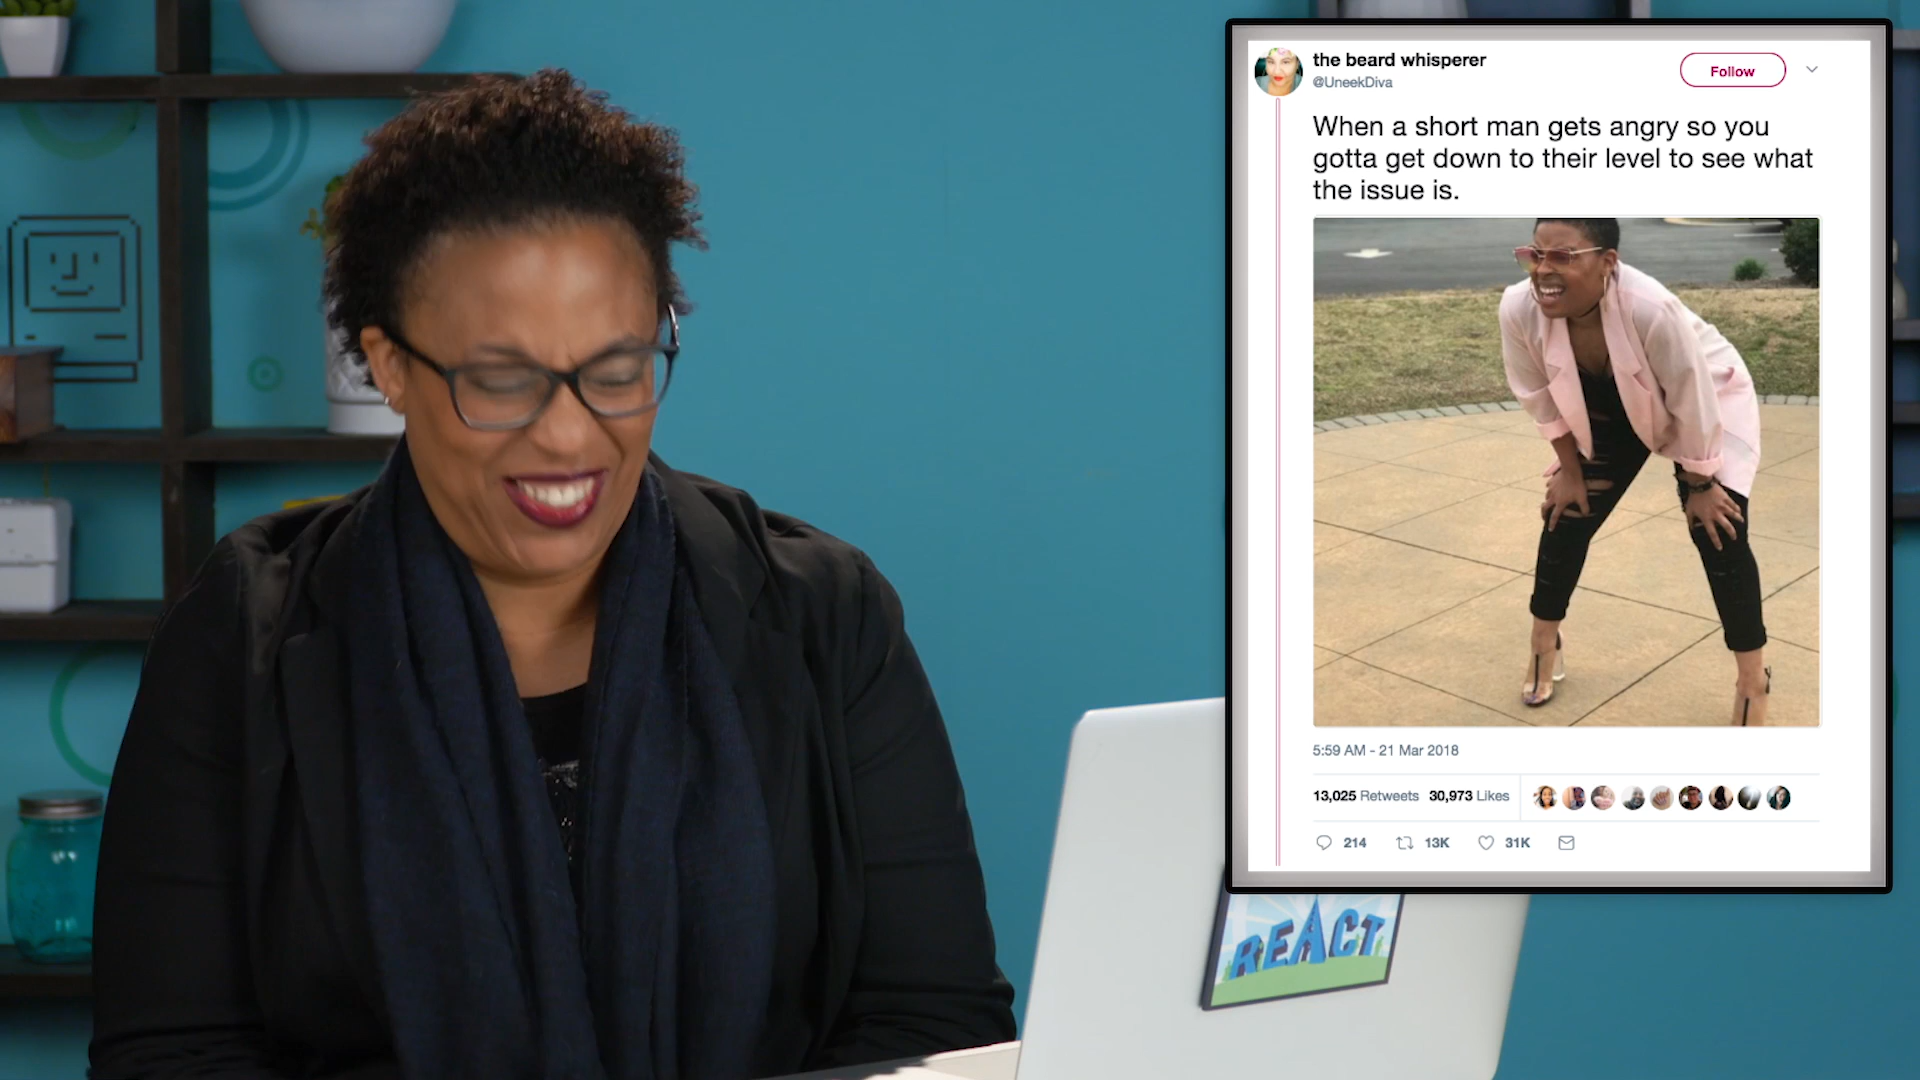 the beard whisperer
@UneekDiva
Follow
When a short man gets angry so you
gotta get down to their level to see what
the issue is.
5:59 AM - 21 Mar 2018
13,025 Retweets 30,973 Likes
214 13K 31K
REACT